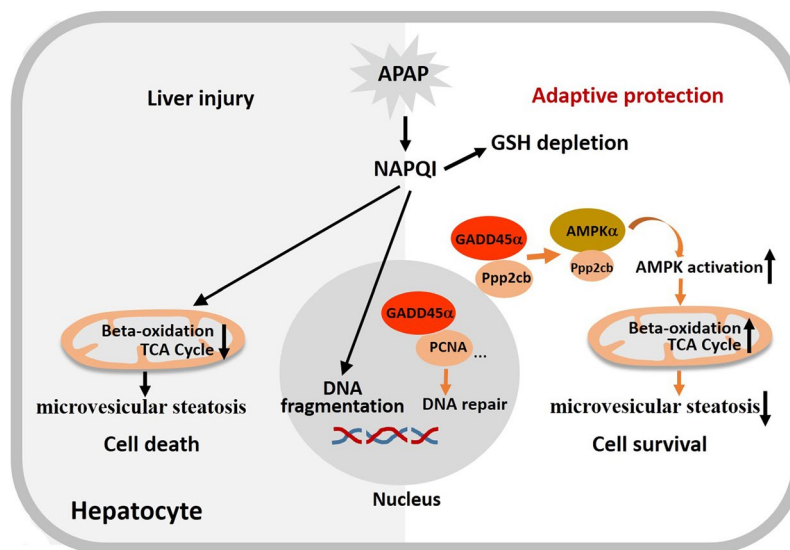 APAP
Liver injury
Adaptive protection
GSH depletion
NAPQI
GADD45α
AMPKα
Ppp2cb
Ppp2cb
AMPK activation
GADD45α
PCNA
...
Beta-oxidation
TCA Cycle
Beta-oxidation
TCA Cycle
DNA
fragmentation
DNA repair
microvesicular steatosis
microvesicular steatosis
Cell death
Cell survival
Nucleus
Hepatocyte